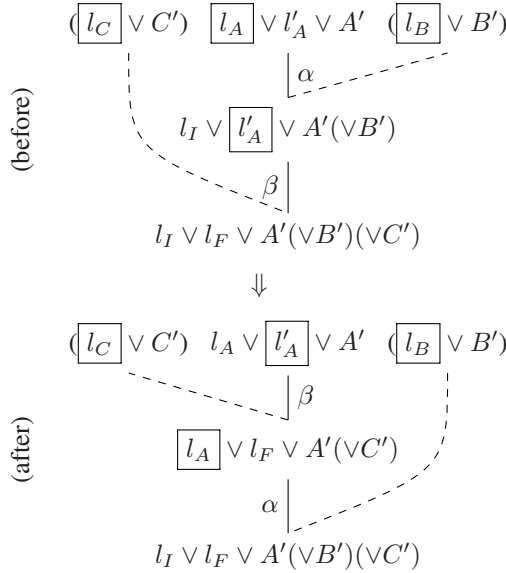 (l_C ∨ C′) l_A ∨ l′_A ∨ A′ (l_B ∨ B′)
α
l_I ∨ l′_A ∨ A′(∨B′)
(before)
β
l_I ∨ l_F ∨ A′(∨B′)(∨C′)
⇓
(l_C ∨ C′) l_A ∨ l′_A ∨ A′ (l_B ∨ B′)
β
l_A ∨ l_F ∨ A′(∨C′)
(after)
α
l_I ∨ l_F ∨ A′(∨B′)(∨C′)